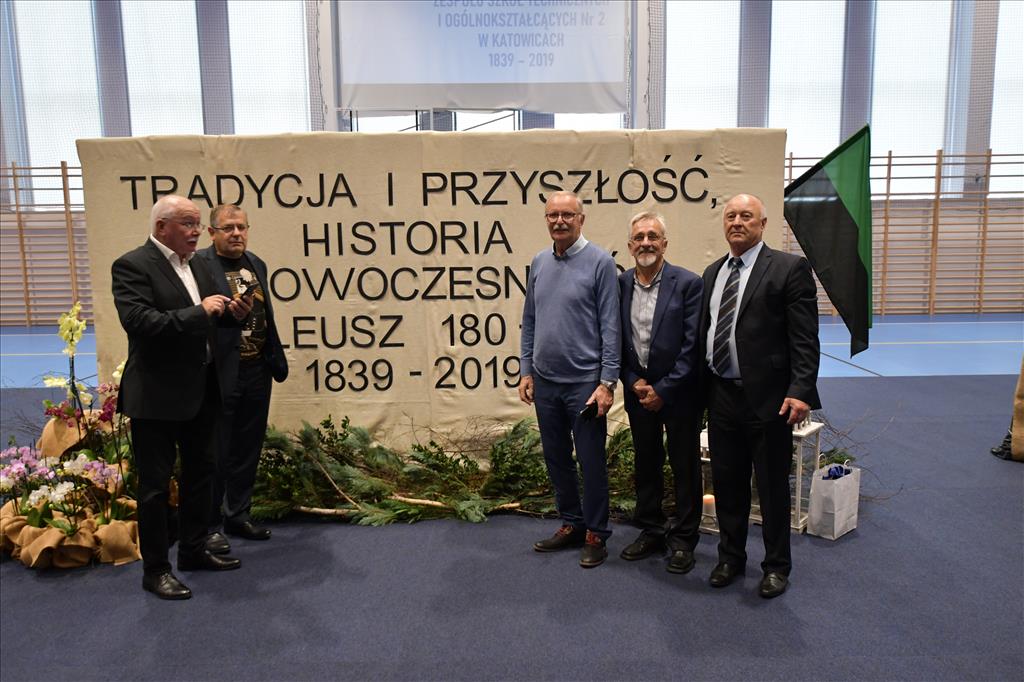 ZESPOŁU SZKÓŁ TECHNICZNYCH
I OGÓLNOKSZTAŁCĄCYCH Nr 2
W KATOWICACH
1839 - 2019
TRADYCJA I PRZYSZŁOŚĆ,
HISTORIA
OWOCZESN
LEUSZ 180 -
1839 - 2019